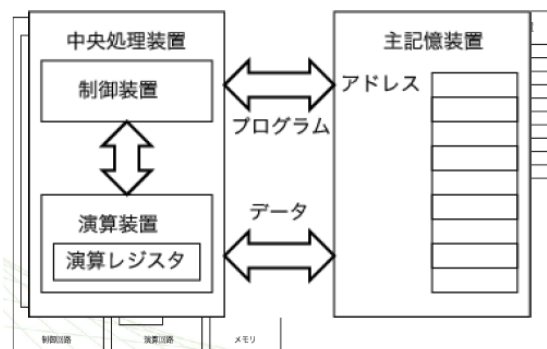 中央処理装置
制御装置
演算装置
演算レジスタ
プログラム
データ
主記憶装置
アドレス
制御回路
演算回路
メモリ